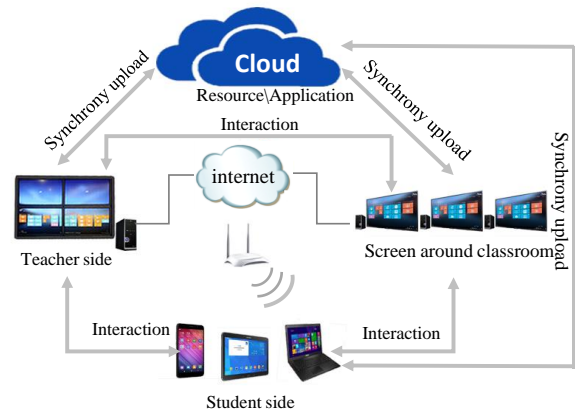 Cloud
Resource\Application
Synchrony upload
Synchrony upload
Interaction
Synchrony upload
internet
Teacher side
Screen around classroom
Interaction
Interaction
Student side